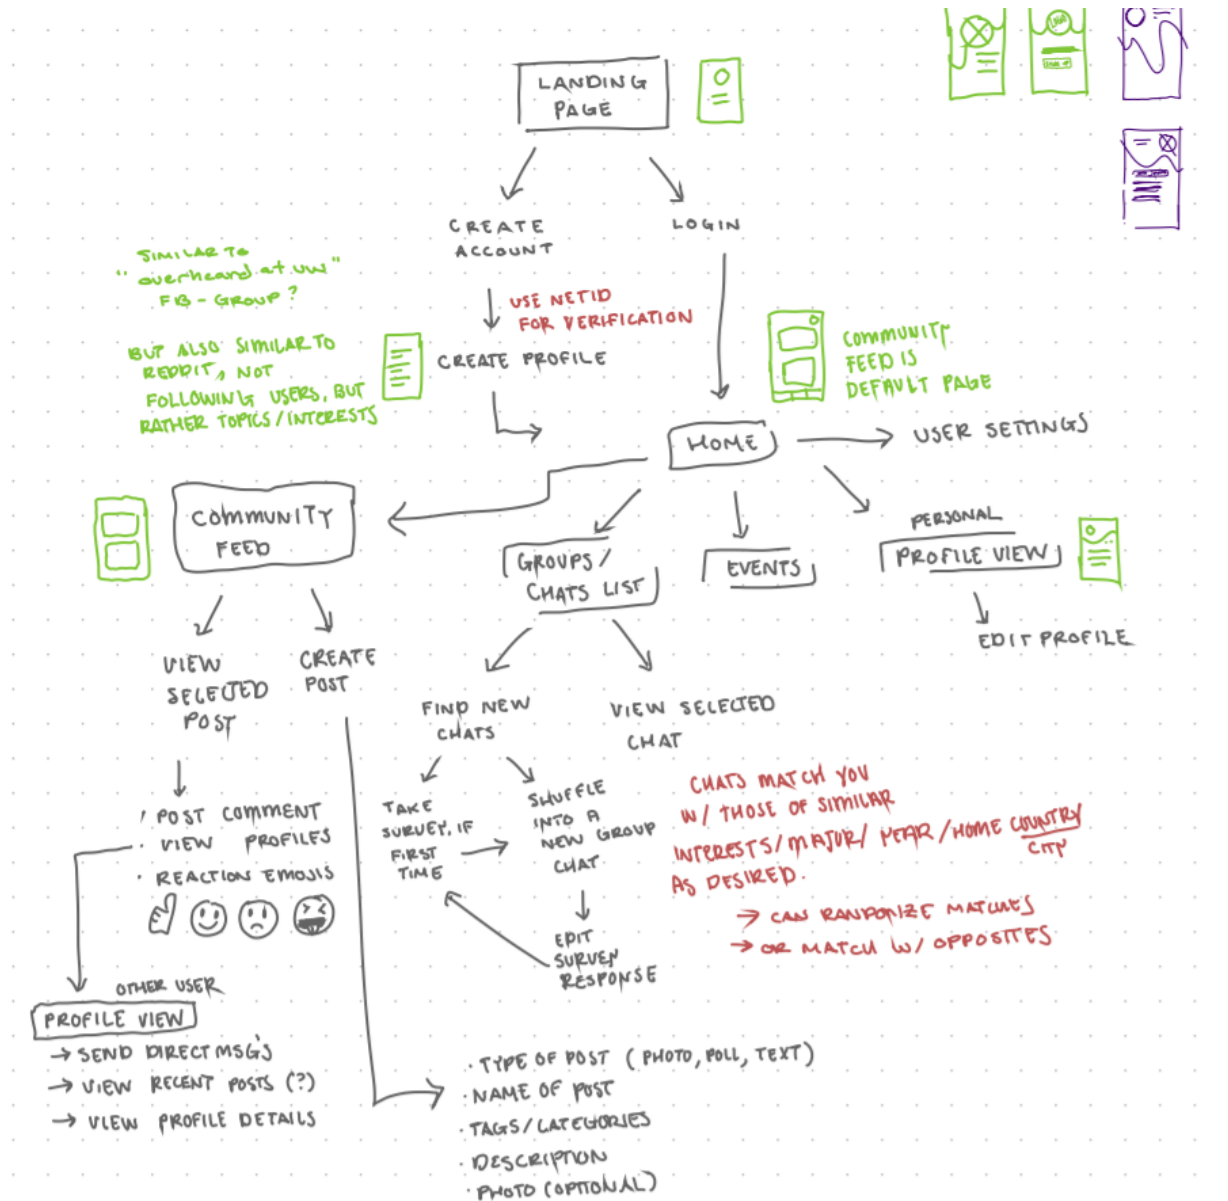 LANDING
PAGE
CREATE
ACCOUNT
LOGIN
SIMILAR TO
"overheard at uw"
FB - GROUP?
USE NETID
FOR VERIFICATION
BUT ALSO SIMILAR TO
REDDIT, NOT
FOLLOWING USERS, BUT
RATHER TOPICS/INTERESTS
CREATE PROFILE
COMMUNITY
FEED IS
DEFAULT PAGE
HOME
USER SETTINGS
COMMUNITY
FEED
GROUPS/
CHATS LIST
EVENTS
PERSONAL
PROFILE VIEW
EDIT PROFILE
VIEW
SELECTED
POST
CREATE
POST
FIND NEW
CHATS
VIEW SELECTED
CHAT
· POST COMMENT
· VIEW PROFILES
· REACTION EMOJIS
TAKE
SURVEY, IF
FIRST
TIME
SHUFFLE
INTO A
NEW GROUP
CHAT
EDIT
SURVEY
RESPONSE
CHATS MATCH YOU
W/ THOSE OF SIMILAR
INTERESTS/MAJOR/ YEAR/HOME COUNTRY
CITY
AS DESIRED.
→ CAN RANDOMIZE MATCHES
→ OR MATCH W/ OPPOSITES
OTHER USER
PROFILE VIEW
→ SEND DIRECT MSG'S
→ VIEW RECENT POSTS (?)
→ VIEW PROFILE DETAILS
· TYPE OF POST (PHOTO, POLL, TEXT)
· NAME OF POST
· TAGS/CATEGORIES
· DESCRIPTION
· PHOTO (OPTIONAL)